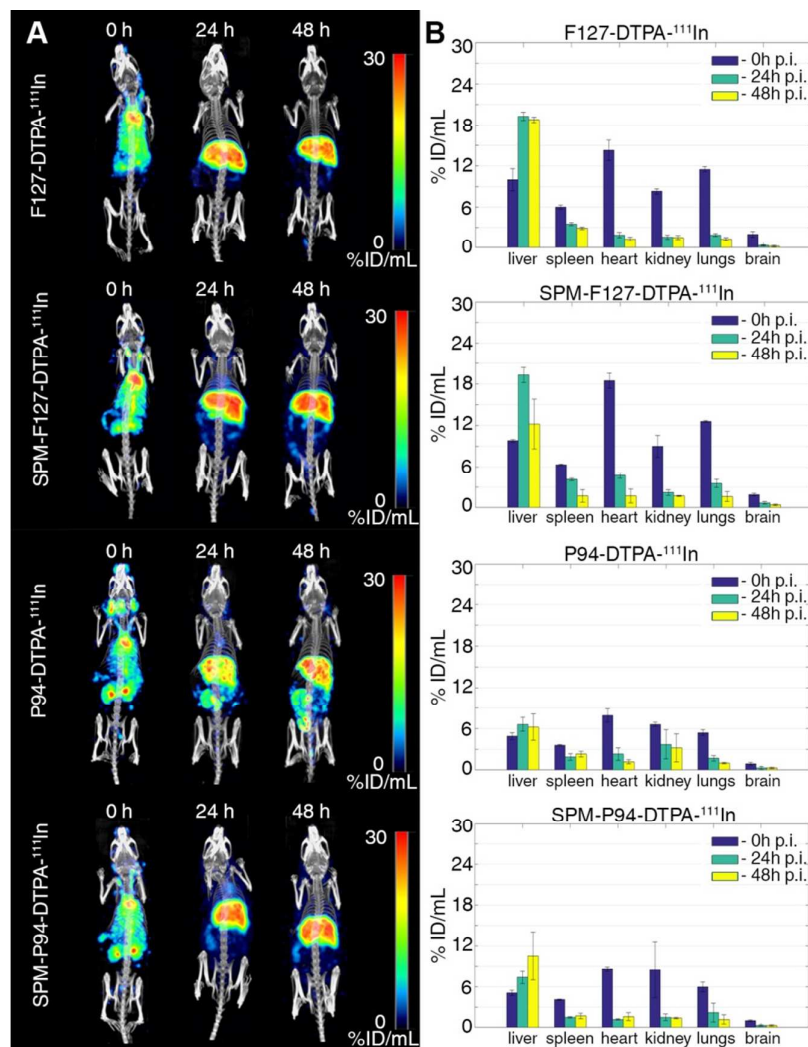 A
0 h 24 h 48 h
F127-DTPA-¹¹¹In
30
0
%ID/mL
0 h 24 h 48 h
SPM-F127-DTPA-¹¹¹In
30
0
%ID/mL
0 h 24 h 48 h
P94-DTPA-¹¹¹In
30
0
%ID/mL
0 h 24 h 48 h
SPM-P94-DTPA-¹¹¹In
30
0
%ID/mL
B
F127-DTPA-¹¹¹In
% ID/mL
30
24
18
12
6
0
- 0h p.i.
- 24h p.i.
- 48h p.i.
liver spleen heart kidney lungs brain
SPM-F127-DTPA-¹¹¹In
% ID/mL
30
24
18
12
6
0
- 0h p.i.
- 24h p.i.
- 48h p.i.
liver spleen heart kidney lungs brain
P94-DTPA-¹¹¹In
% ID/mL
30
24
18
12
6
0
- 0h p.i.
- 24h p.i.
- 48h p.i.
liver spleen heart kidney lungs brain
SPM-P94-DTPA-¹¹¹In
% ID/mL
30
24
18
12
6
0
- 0h p.i.
- 24h p.i.
- 48h p.i.
liver spleen heart kidney lungs brain